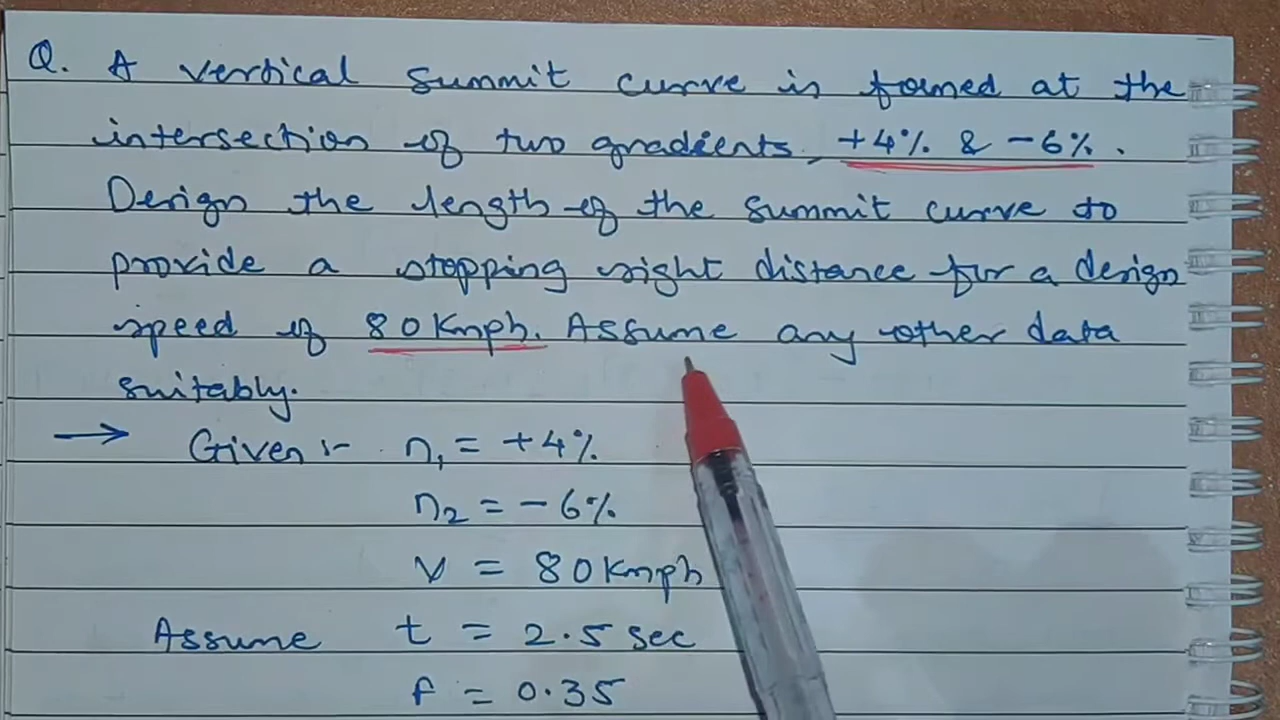 Q. A vertical summit curve is formed at the
intersection of two gradients, +4% & -6%.
Design the length of the summit curve to
provide a stopping sight distance for a design
speed of 80 Kmph. Assume any other data
suitably.
→ Given :- n₁ = +4%
n₂ = -6%
V = 80 Kmph
Assume t = 2.5 sec
f = 0.35